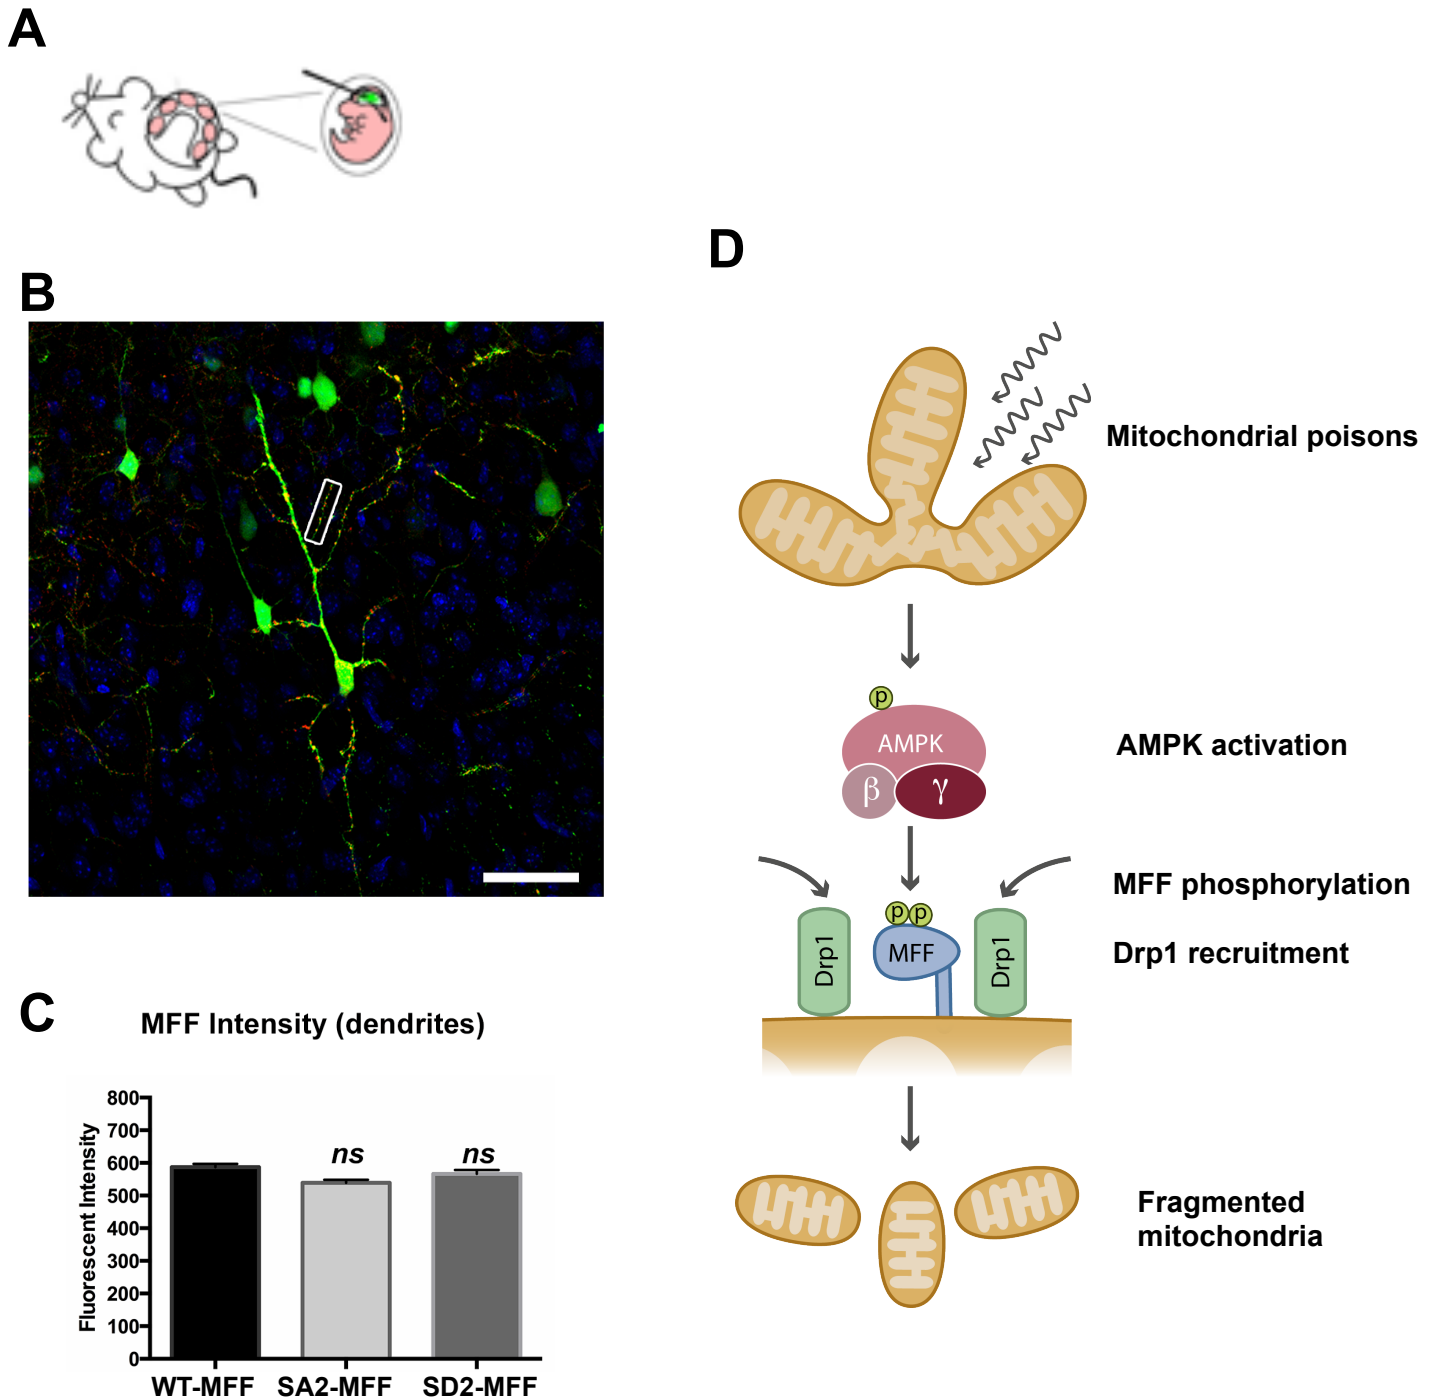 A
B
C
MFF Intensity (dendrites)
Fluorescent Intensity
800
700
600
500
400
300
200
100
0
ns
ns
WT-MFF
SA2-MFF
SD2-MFF
D
Mitochondrial poisons
p
AMPK
β
γ
AMPK activation
MFF phosphorylation
p
p
Drp1
MFF
Drp1
Drp1 recruitment
Fragmented
mitochondria